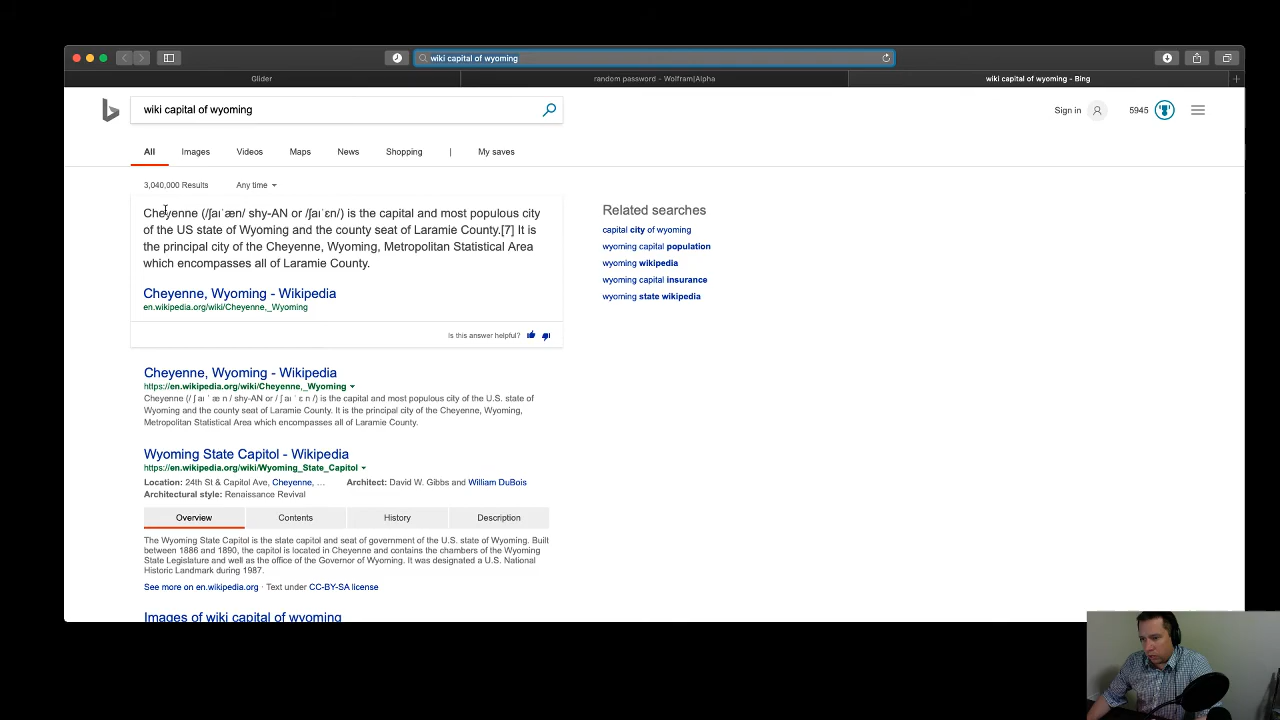 wiki capital of wyoming
Glider
random password - Wolfram|Alpha
wiki capital of wyoming - Bing
wiki capital of wyoming
Sign in
5945
All
Images
Videos
Maps
News
Shopping
|
My saves
3,040,000 Results
Any time
Cheyenne (/ʃaɪˈæn/ shy-AN or /ʃaɪˈɛn/) is the capital and most populous city
of the US state of Wyoming and the county seat of Laramie County.[7] It is
the principal city of the Cheyenne, Wyoming, Metropolitan Statistical Area
which encompasses all of Laramie County.
Cheyenne, Wyoming - Wikipedia
en.wikipedia.org/wiki/Cheyenne,_Wyoming
Is this answer helpful?
Related searches
capital city of wyoming
wyoming capital population
wyoming wikipedia
wyoming capital insurance
wyoming state wikipedia
Cheyenne, Wyoming - Wikipedia
https://en.wikipedia.org/wiki/Cheyenne,_Wyoming
Cheyenne (/ ʃ aɪ ˈ æ n / shy-AN or / ʃ aɪ ˈ ɛ n /) is the capital and most populous city of the U.S. state of
Wyoming and the county seat of Laramie County. It is the principal city of the Cheyenne, Wyoming,
Metropolitan Statistical Area which encompasses all of Laramie County.
Wyoming State Capitol - Wikipedia
https://en.wikipedia.org/wiki/Wyoming_State_Capitol
Location: 24th St & Capitol Ave, Cheyenne, … Architect: David W. Gibbs and William DuBois
Architectural style: Renaissance Revival
Overview
Contents
History
Description
The Wyoming State Capitol is the state capitol and seat of government of the U.S. state of Wyoming. Built
between 1886 and 1890, the capitol is located in Cheyenne and contains the chambers of the Wyoming
State Legislature and well as the office of the Governor of Wyoming. It was designated a U.S. National
Historic Landmark during 1987.
See more on en.wikipedia.org · Text under CC-BY-SA license
Images of wiki capital of wyoming